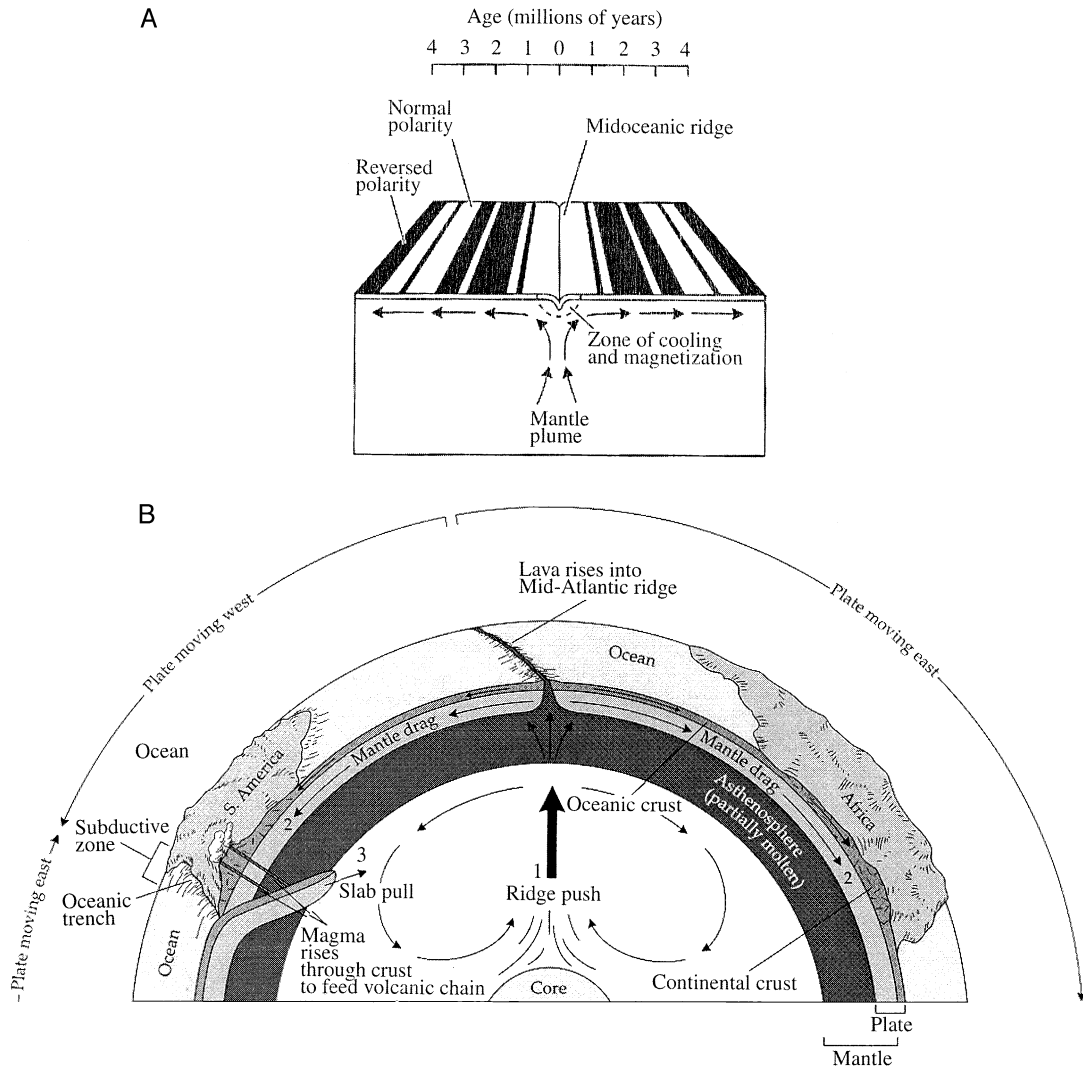 A
Age (millions of years)
4 3 2 1 0 1 2 3 4
Normal
polarity
Midoceanic ridge
Reversed
polarity
Zone of cooling
and magnetization
Mantle
plume
B
Lava rises into
Mid-Atlantic ridge
Plate moving west
Plate moving east
Ocean
Ocean
Mantle drag
Mantle drag
S. America
Africa
Asthenosphere
(partially molten)
Oceanic crust
Subductive
zone
2
2
3
1
Slab pull
Ridge push
Oceanic
trench
Plate moving east
Ocean
Magma
rises
through crust
to feed volcanic chain
Continental crust
Core
Plate
Mantle